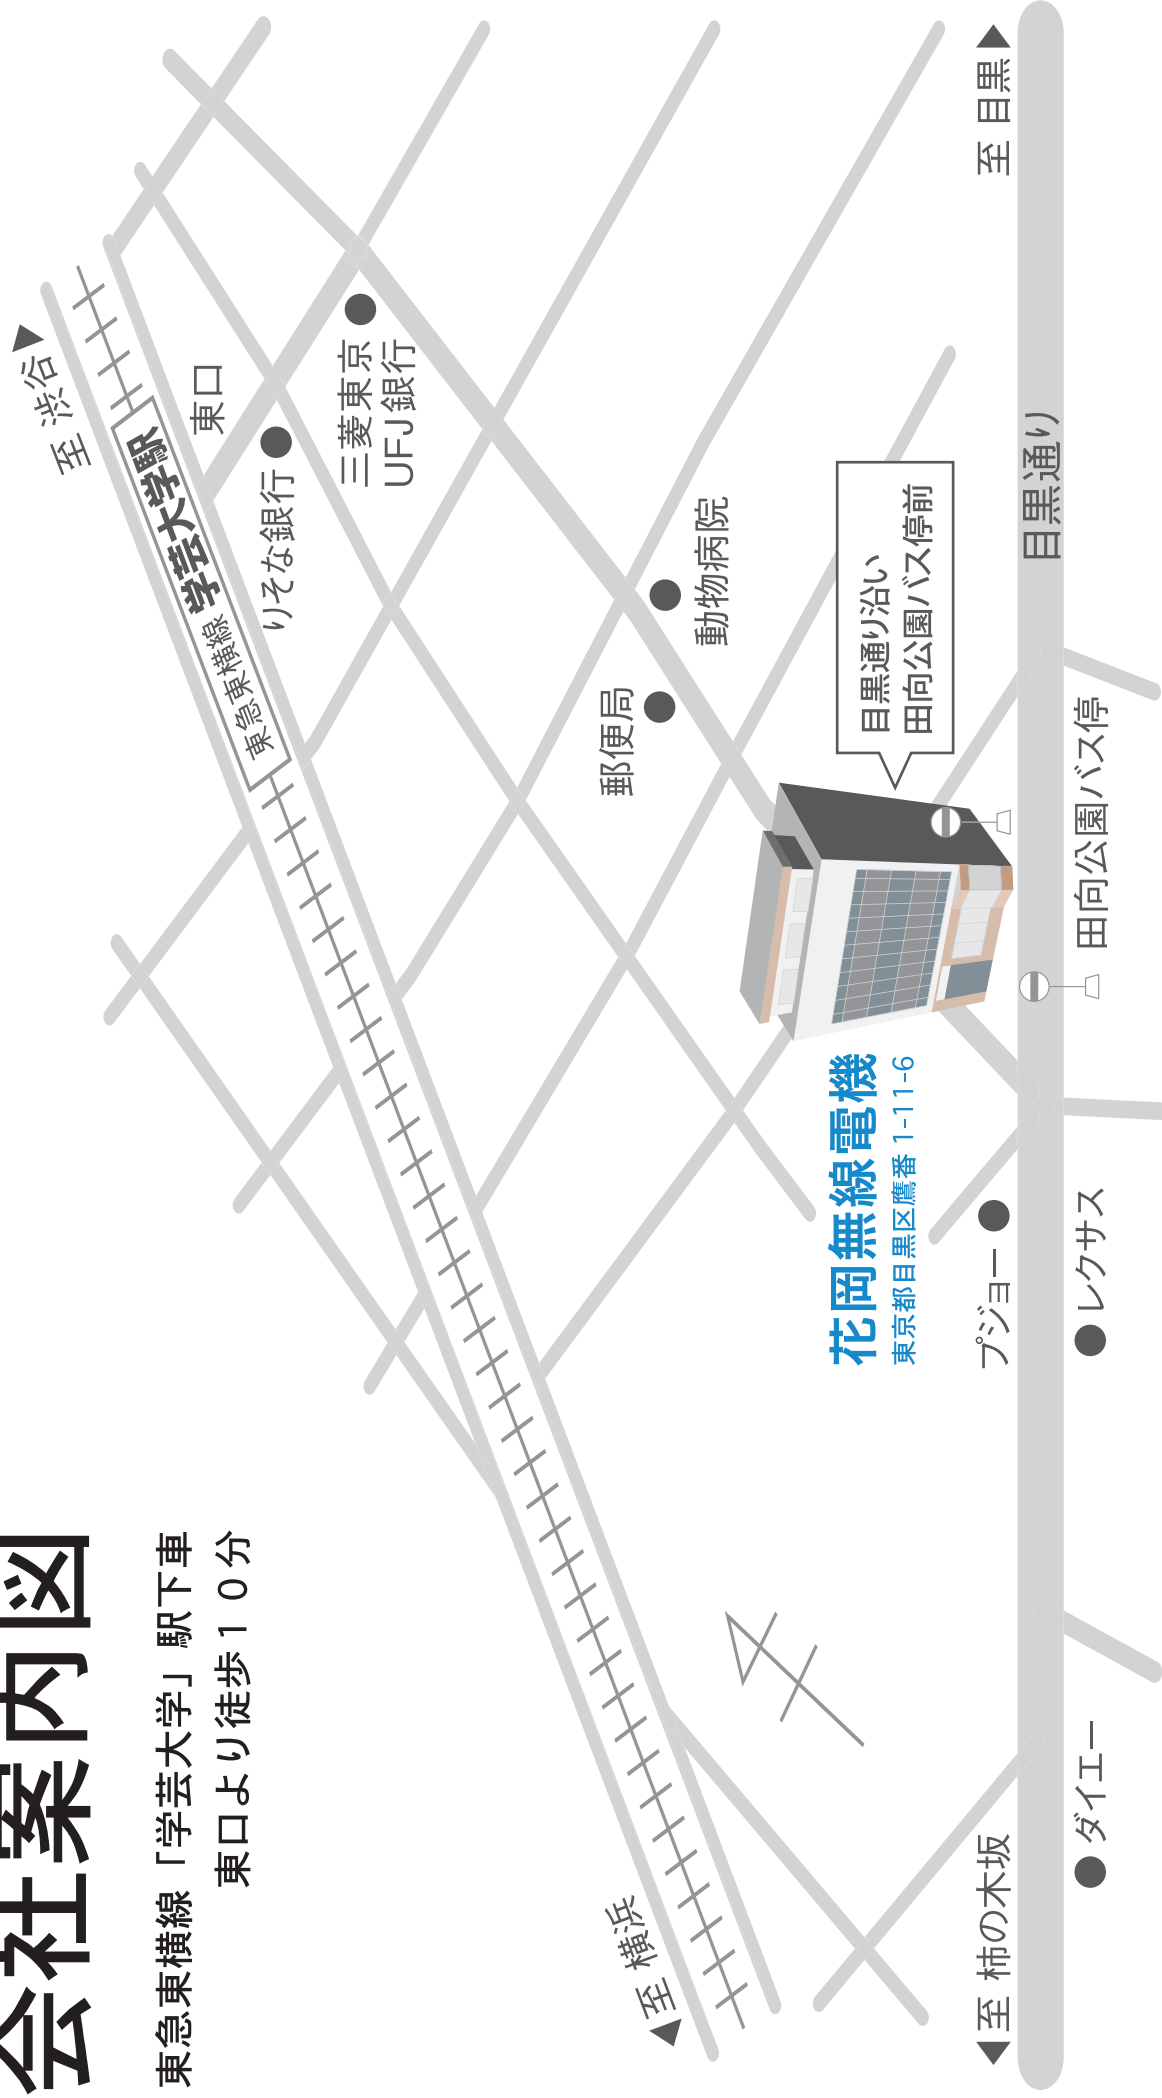 会社案内図
東急東横線「学芸大学」駅下車
東口より徒歩１０分
至 渋谷
東急東横線 学芸大学駅
東口
りそな銀行
三菱東京
UFJ銀行
郵便局
動物病院
目黒通り沿い
田向公園バス停前
花岡無線電機
東京都目黒区鷹番 1-11-6
至 横浜
至 柿の木坂
プジョー
至 目黒
目黒通り
ダイエー
レクサス
田向公園バス停